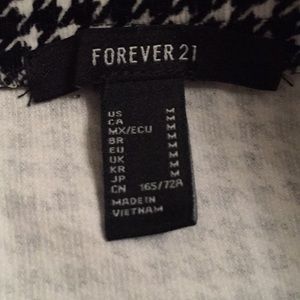 FOREVER 21
US M
CA M
MX/ECU M
BR M
EU M
UK M
KR M
JP M
CN 165/72A
MADE IN
VIETNAM